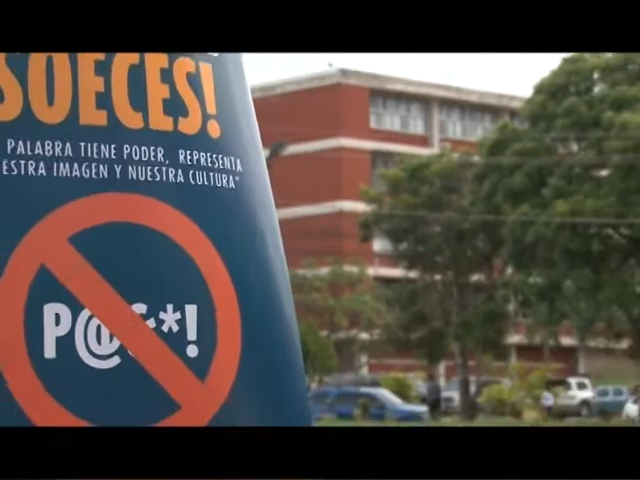 SOECES!
PALABRA TIENE PODER, REPRESENTA
ESTRA IMAGEN Y NUESTRA CULTURA"
P@&*!